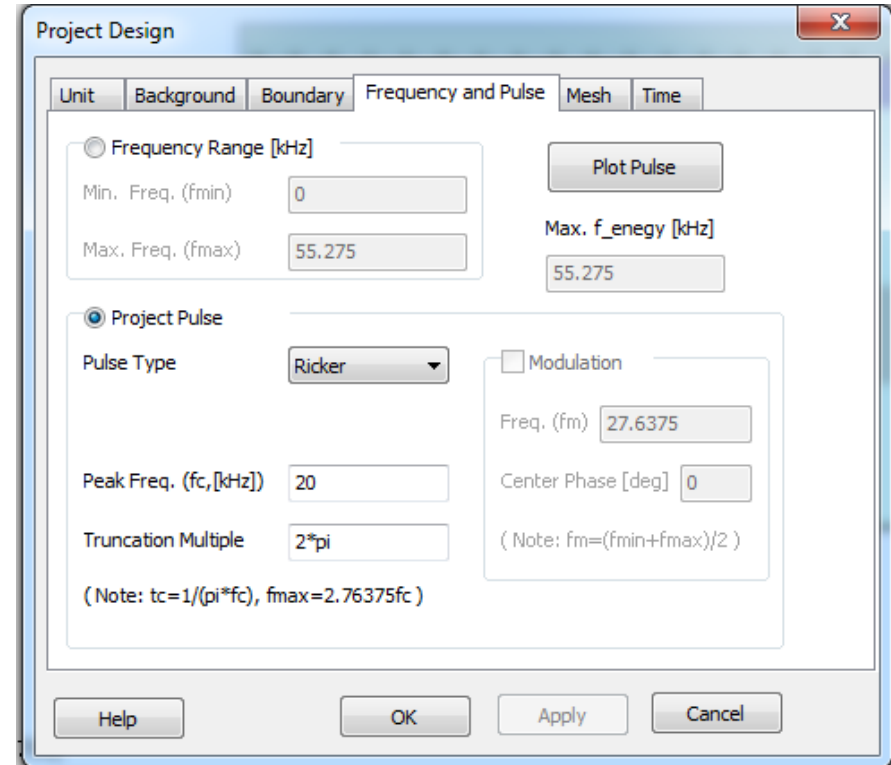 Project Design
Unit Background Boundary Frequency and Pulse Mesh Time
Frequency Range [kHz]
Min. Freq. (fmin) 0
Max. Freq. (fmax) 55.275
Plot Pulse
Max. f_enegy [kHz]
55.275
Project Pulse
Pulse Type Ricker
Peak Freq. (fc,[kHz]) 20
Truncation Multiple 2*pi
( Note: tc=1/(pi*fc), fmax=2.76375fc )
Modulation
Freq. (fm) 27.6375
Center Phase [deg] 0
( Note: fm=(fmin+fmax)/2 )
Help OK Apply Cancel